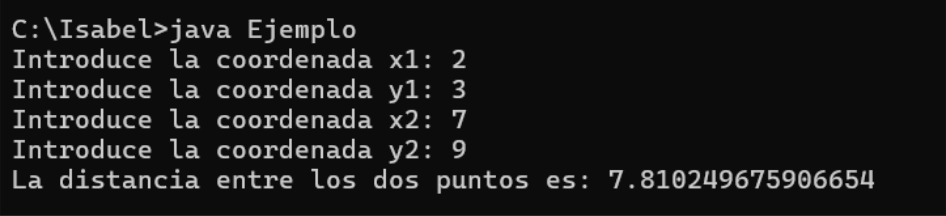 C:\Isabel>java Ejemplo
Introduce la coordenada x1: 2
Introduce la coordenada y1: 3
Introduce la coordenada x2: 7
Introduce la coordenada y2: 9
La distancia entre los dos puntos es: 7.810249675906654